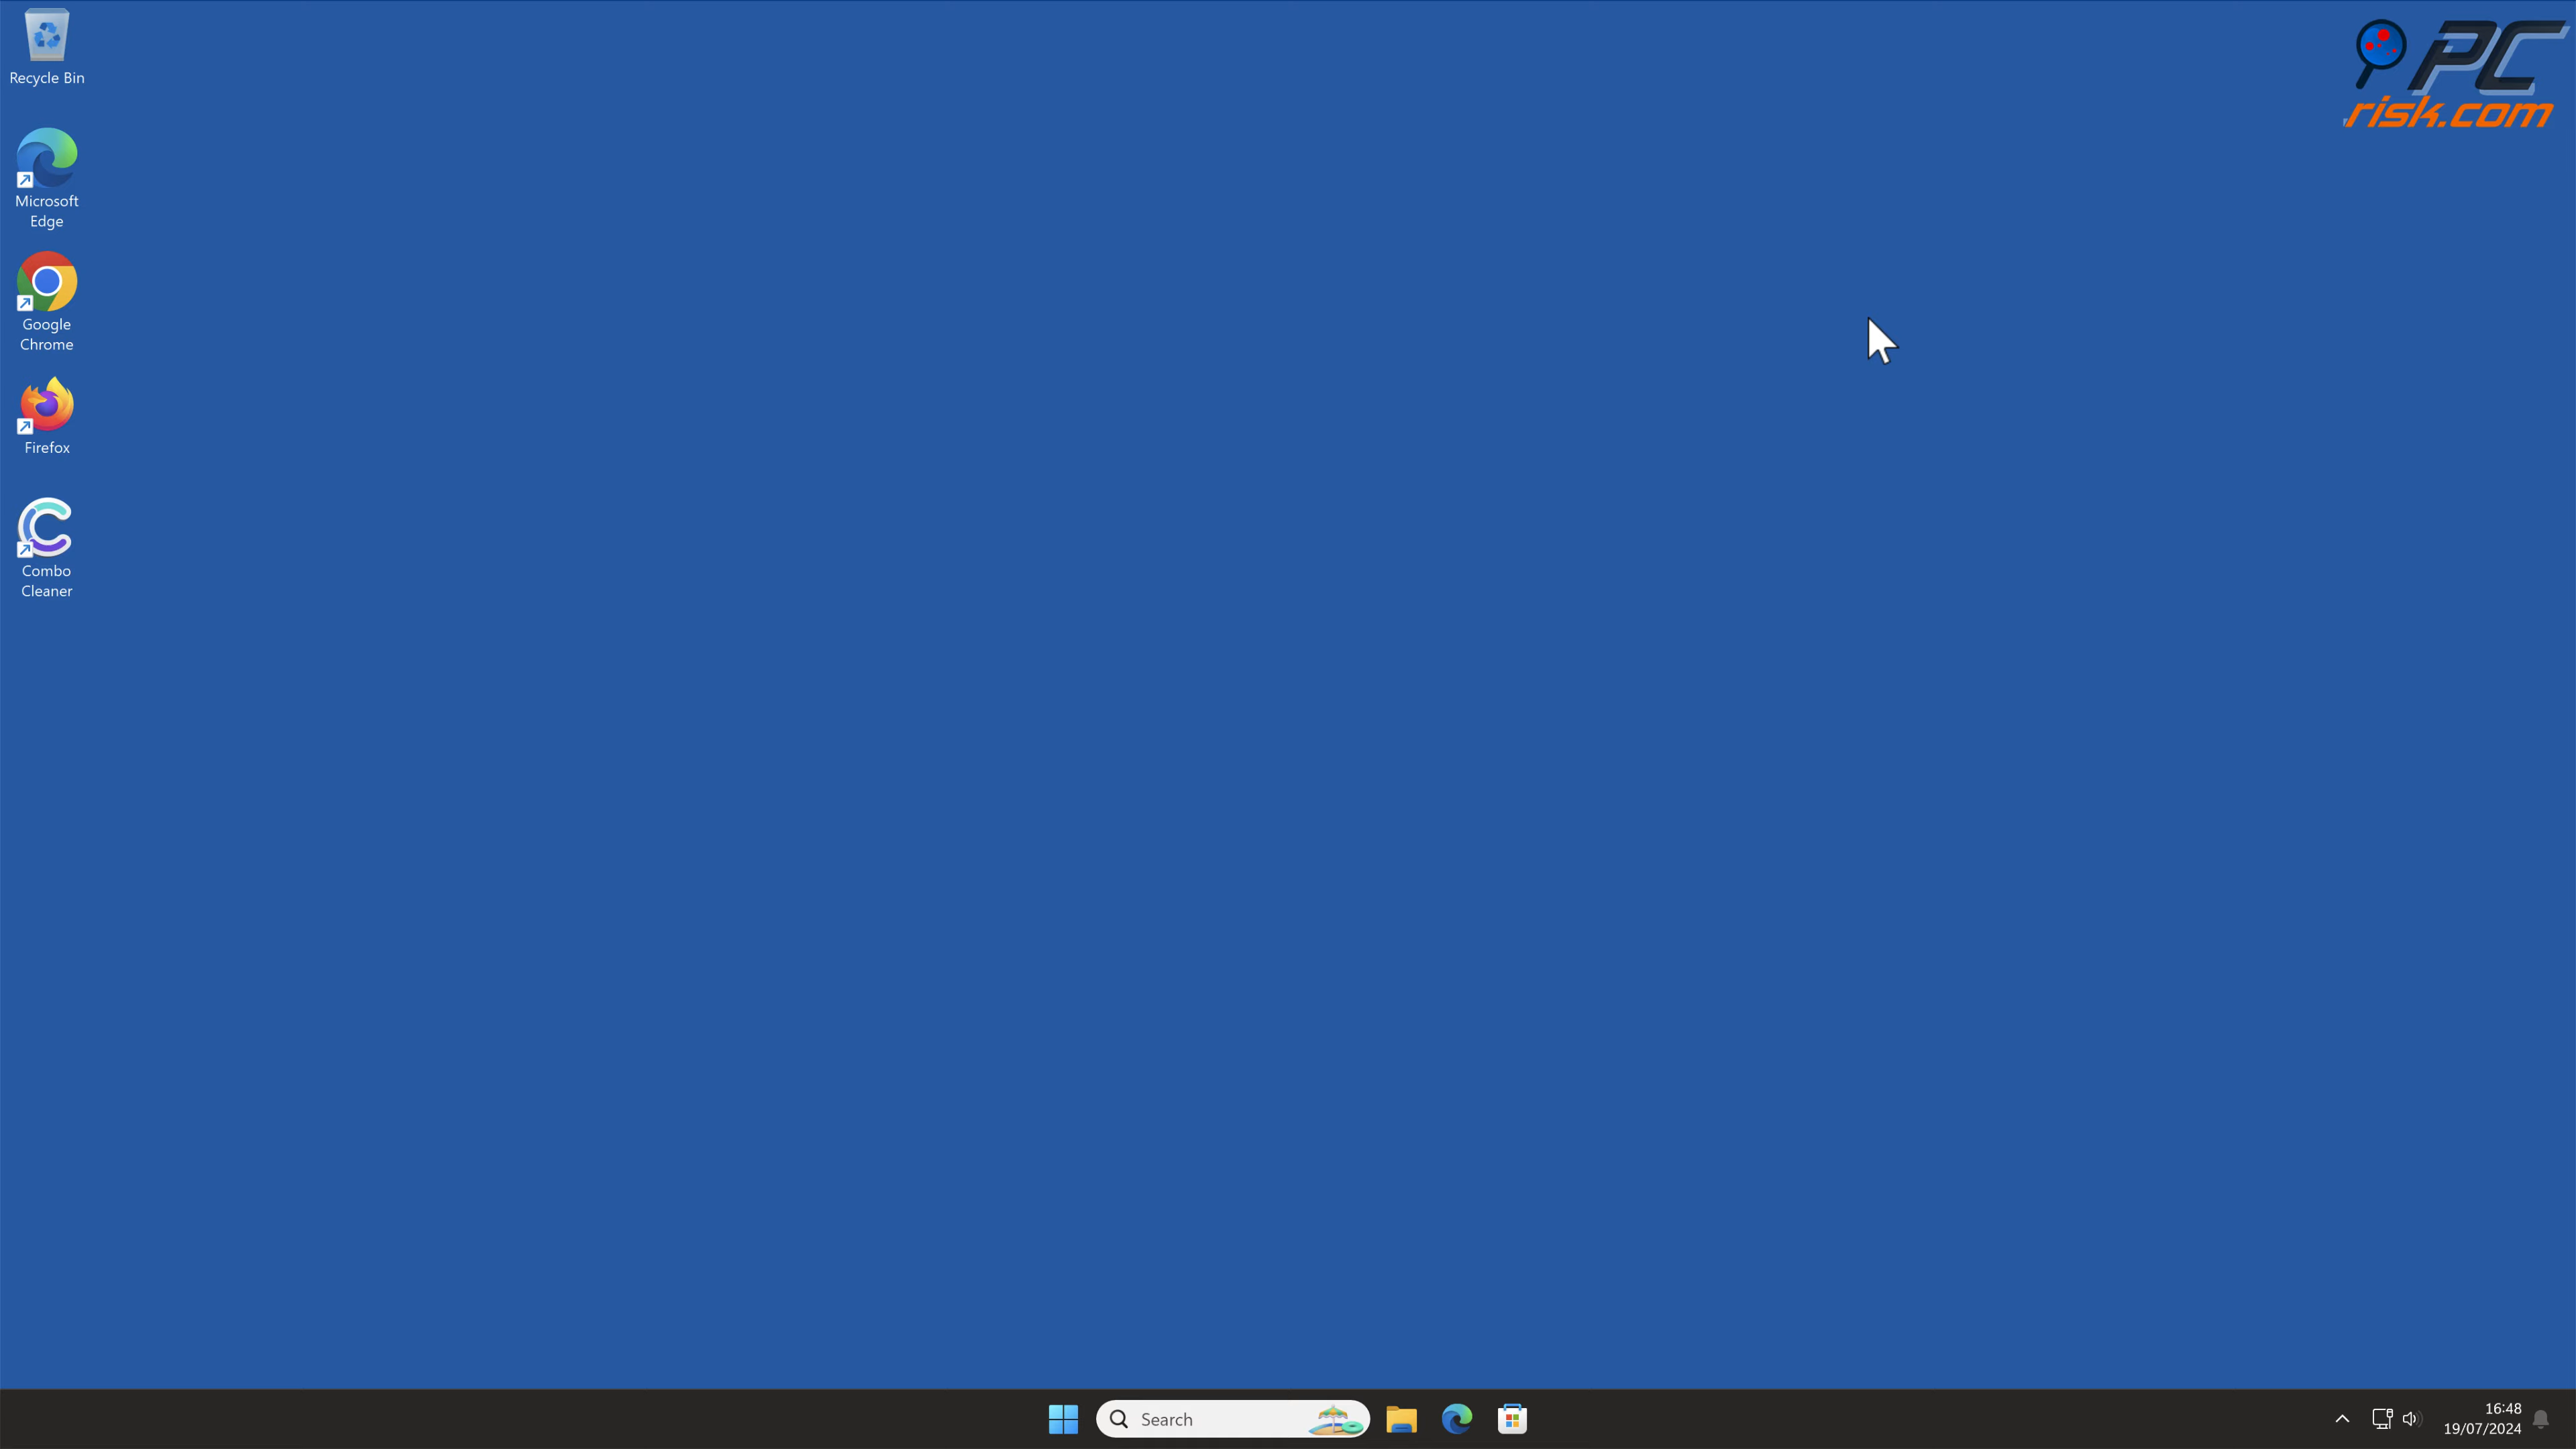 Recycle Bin
PC
risk.com
Microsoft
Edge
Google
Chrome
Firefox
Combo
Cleaner
Search
16:48
19/07/2024